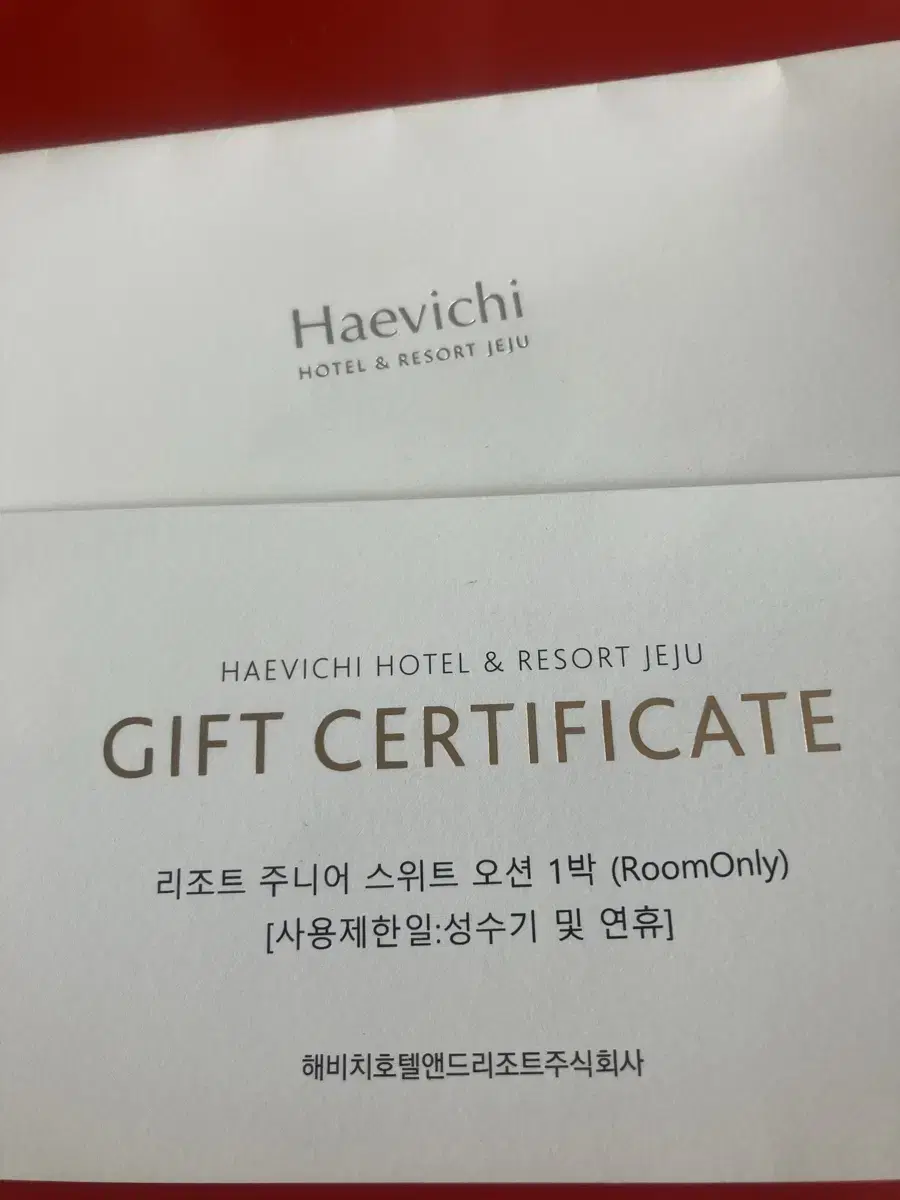 Haevichi
HOTEL & RESORT JEJU
HAEVICHI HOTEL & RESORT JEJU
GIFT CERTIFICATE
리조트 주니어 스위트 오션 1박 (RoomOnly)
[사용제한일:성수기 및 연휴]
해비치호텔앤드리조트주식회사